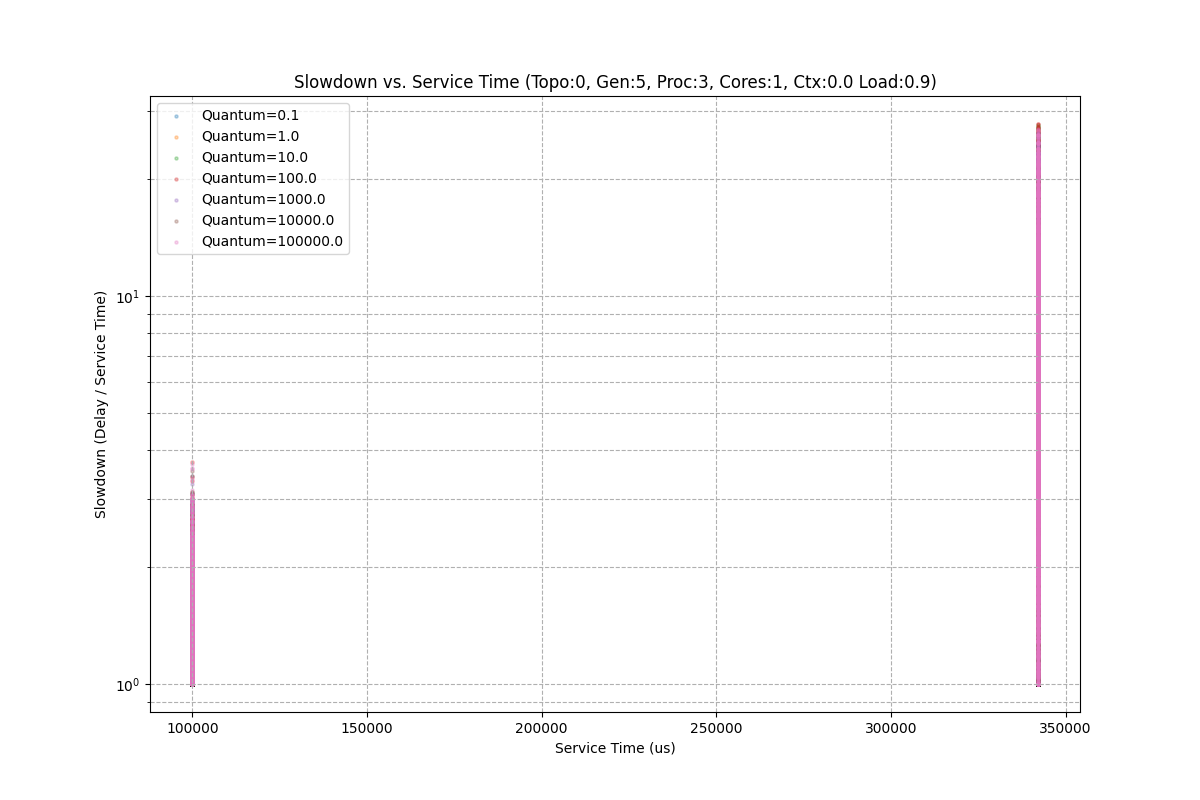 Slowdown vs. Service Time (Topo:0, Gen:5, Proc:3, Cores:1, Ctx:0.0 Load:0.9)
Quantum=0.1
Quantum=1.0
Quantum=10.0
Quantum=100.0
Quantum=1000.0
Quantum=10000.0
Quantum=100000.0
Slowdown (Delay / Service Time)
10¹
10⁰
100000 150000 200000 250000 300000 350000
Service Time (us)